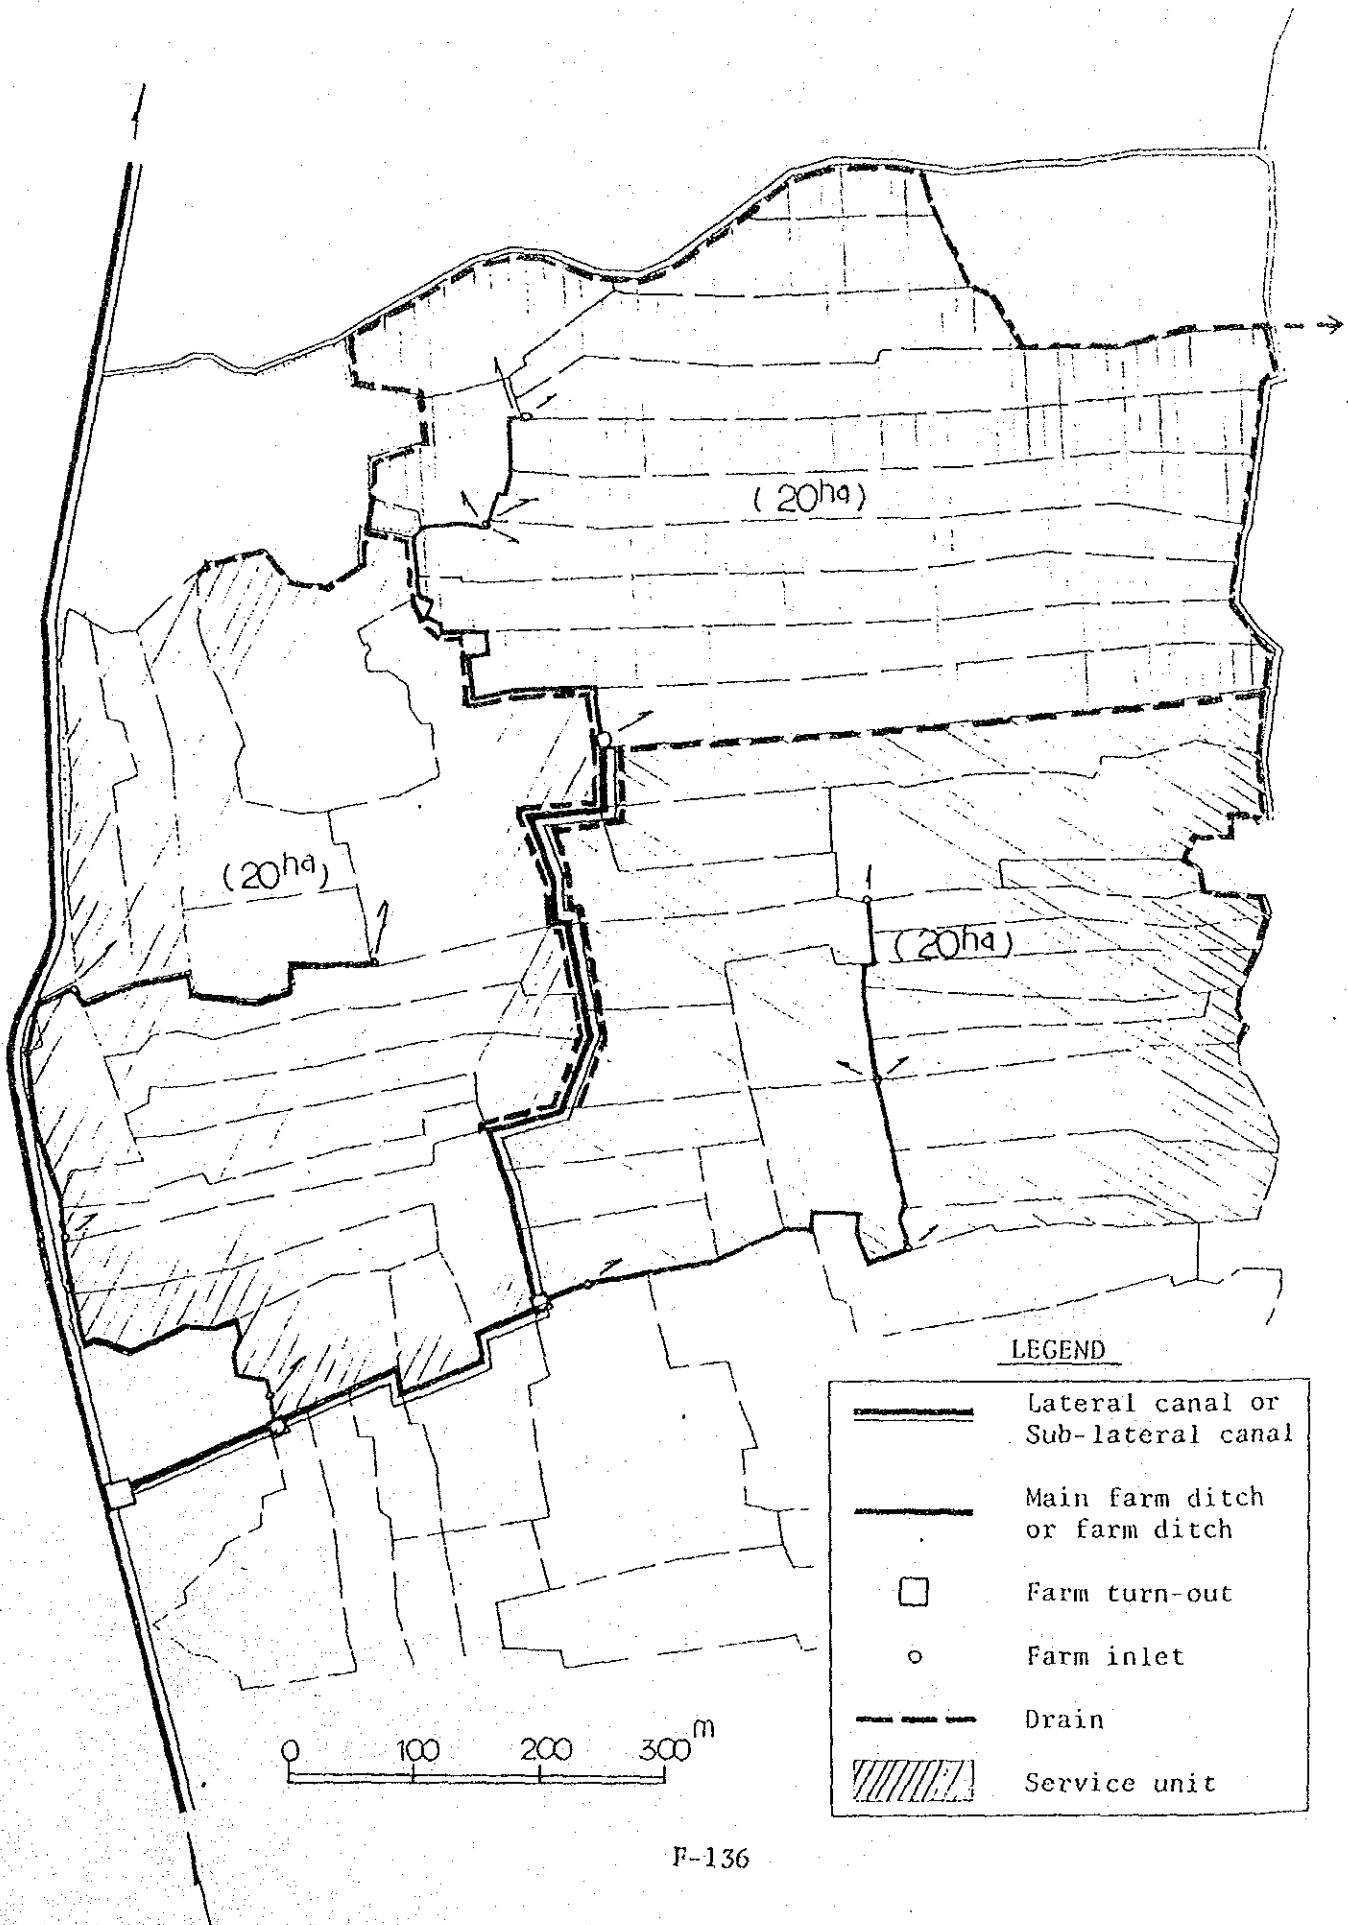 (20ha)
(20ha)
(20ha)
LEGEND
Lateral canal or
Sub-lateral canal
Main farm ditch
or farm ditch
Farm turn-out
Farm inlet
Drain
Service unit
0 100 200 300 m
F-136